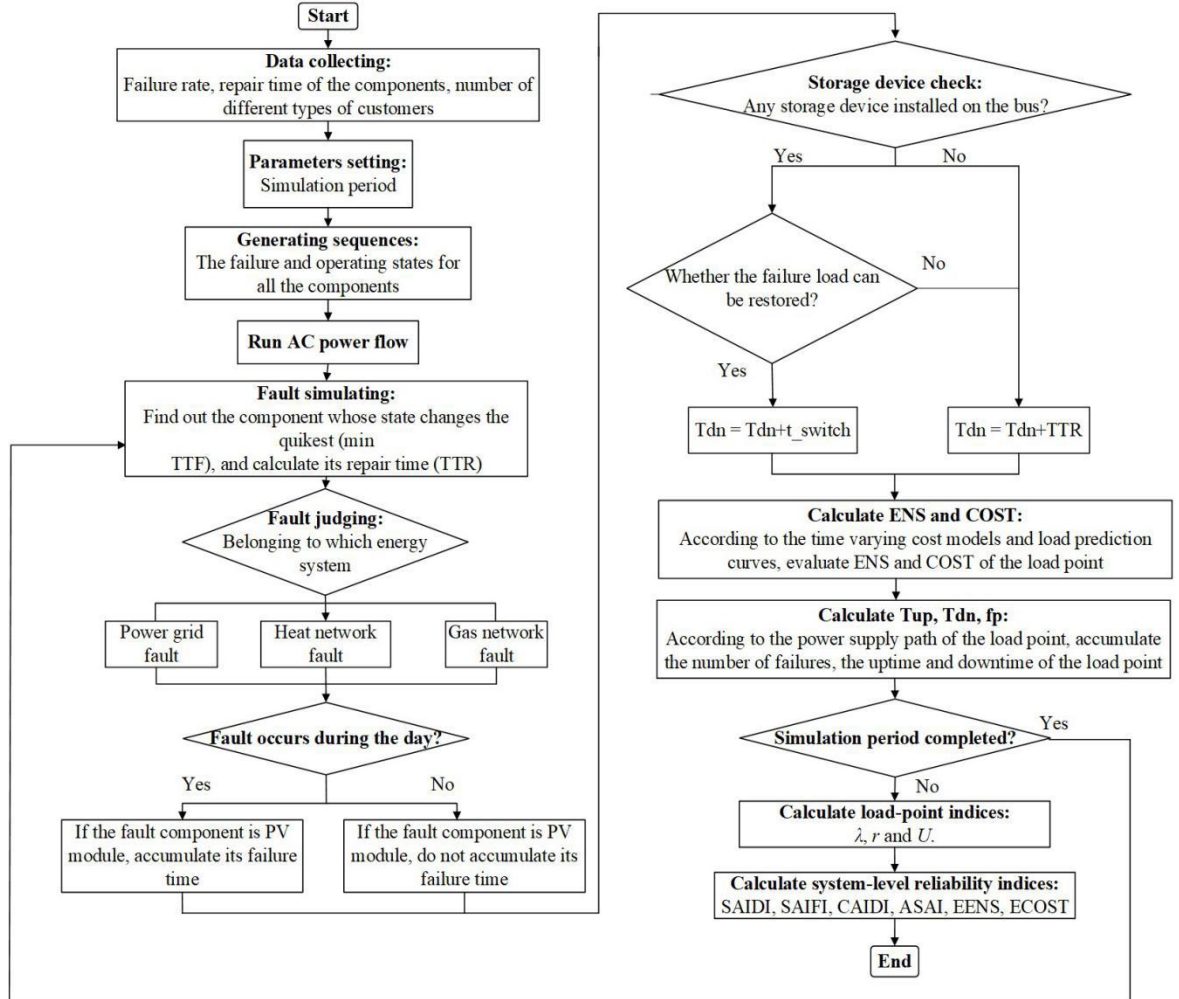 Start
Data collecting:
Failure rate, repair time of the components, number of
different types of customers
Parameters setting:
Simulation period
Generating sequences:
The failure and operating states for
all the components
Run AC power flow
Fault simulating:
Find out the component whose state changes the
quikest (min
TTF), and calculate its repair time (TTR)
Fault judging:
Belonging to which energy
system
Power grid
fault
Heat network
fault
Gas network
fault
Fault occurs during the day?
Yes
No
If the fault component is PV
module, accumulate its failure
time
If the fault component is PV
module, do not accumulate its
failure time
Storage device check:
Any storage device installed on the bus?
Yes
No
Whether the failure load can
be restored?
No
Yes
Tdn = Tdn+t_switch
Tdn = Tdn+TTR
Calculate ENS and COST:
According to the time varying cost models and load prediction
curves, evaluate ENS and COST of the load point
Calculate Tup, Tdn, fp:
According to the power supply path of the load point, accumulate
the number of failures, the uptime and downtime of the load point
Simulation period completed?
Yes
No
Calculate load-point indices:
λ, r and U.
Calculate system-level reliability indices:
SAIDI, SAIFI, CAIDI, ASAI, EENS, ECOST
End